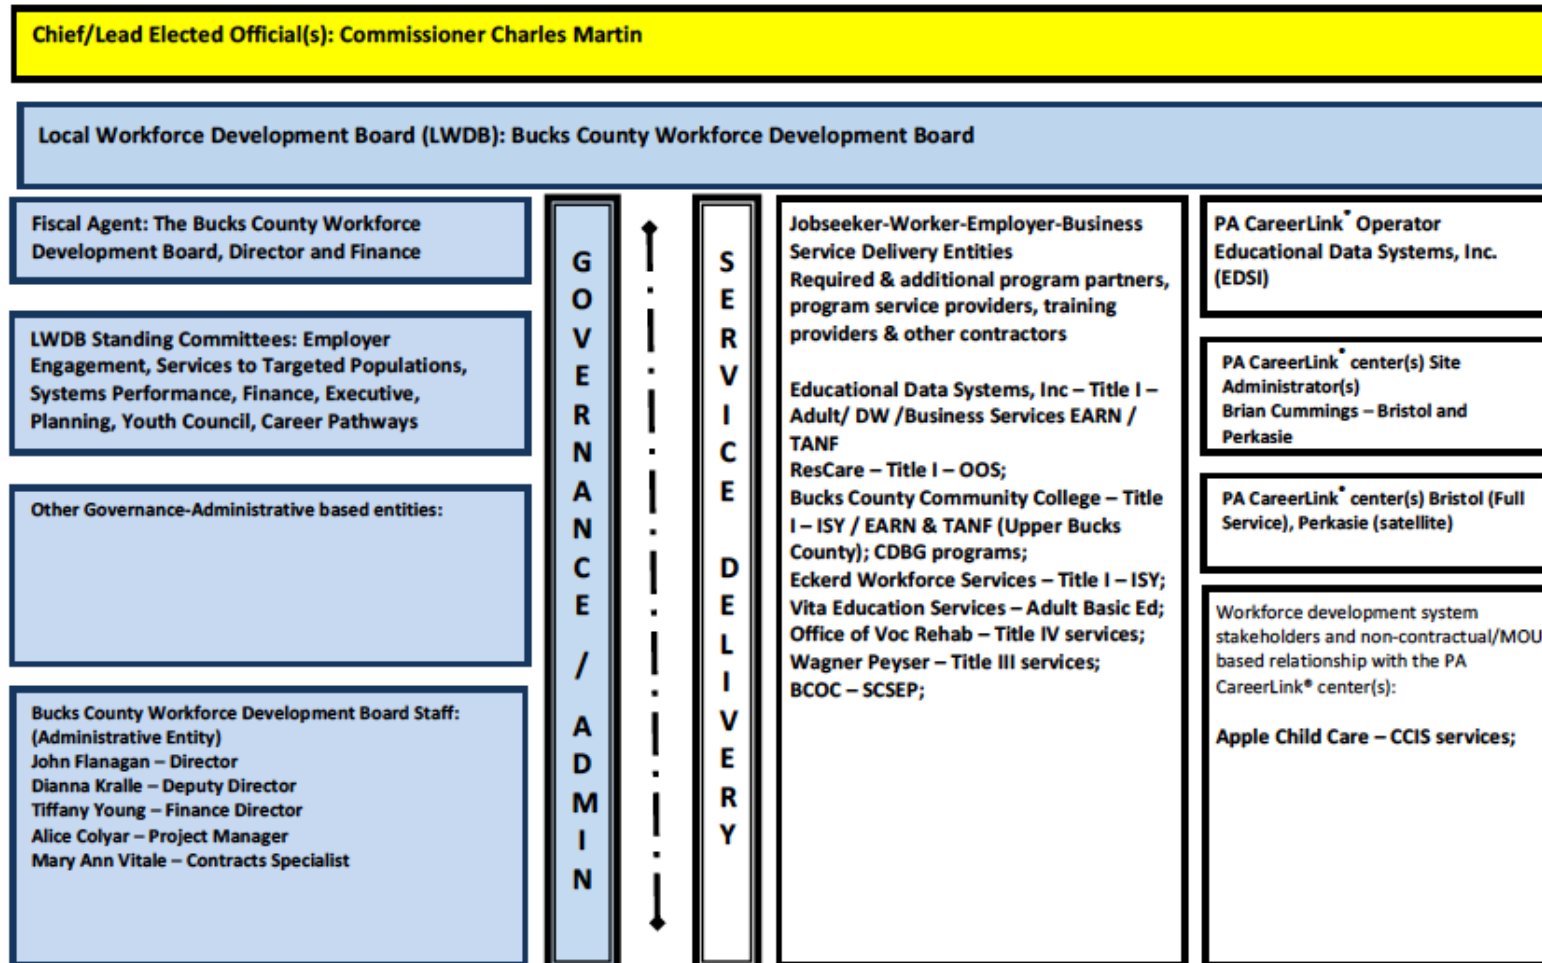 Chief/Lead Elected Official(s): Commissioner Charles Martin
Local Workforce Development Board (LWDB): Bucks County Workforce Development Board
Fiscal Agent: The Bucks County Workforce
Development Board, Director and Finance
LWDB Standing Committees: Employer
Engagement, Services to Targeted Populations,
Systems Performance, Finance, Executive,
Planning, Youth Council, Career Pathways
Other Governance-Administrative based entities:
Bucks County Workforce Development Board Staff:
(Administrative Entity)
John Flanagan – Director
Dianna Kralle – Deputy Director
Tiffany Young – Finance Director
Alice Colyar – Project Manager
Mary Ann Vitale – Contracts Specialist
GOVERNANCE / ADMIN
SERVICE DELIVERY
Jobseeker-Worker-Employer-Business
Service Delivery Entities
Required & additional program partners,
program service providers, training
providers & other contractors
Educational Data Systems, Inc – Title I –
Adult/ DW /Business Services EARN /
TANF
ResCare – Title I – OOS;
Bucks County Community College – Title
I – ISY / EARN & TANF (Upper Bucks
County); CDBG programs;
Eckerd Workforce Services – Title I – ISY;
Vita Education Services – Adult Basic Ed;
Office of Voc Rehab – Title IV services;
Wagner Peyser – Title III services;
BCOC – SCSEP;
PA CareerLink® Operator
Educational Data Systems, Inc.
(EDSI)
PA CareerLink® center(s) Site
Administrator(s)
Brian Cummings – Bristol and
Perkasie
PA CareerLink® center(s) Bristol (Full
Service), Perkasie (satellite)
Workforce development system
stakeholders and non-contractual/MOU
based relationship with the PA
CareerLink® center(s):
Apple Child Care – CCIS services;